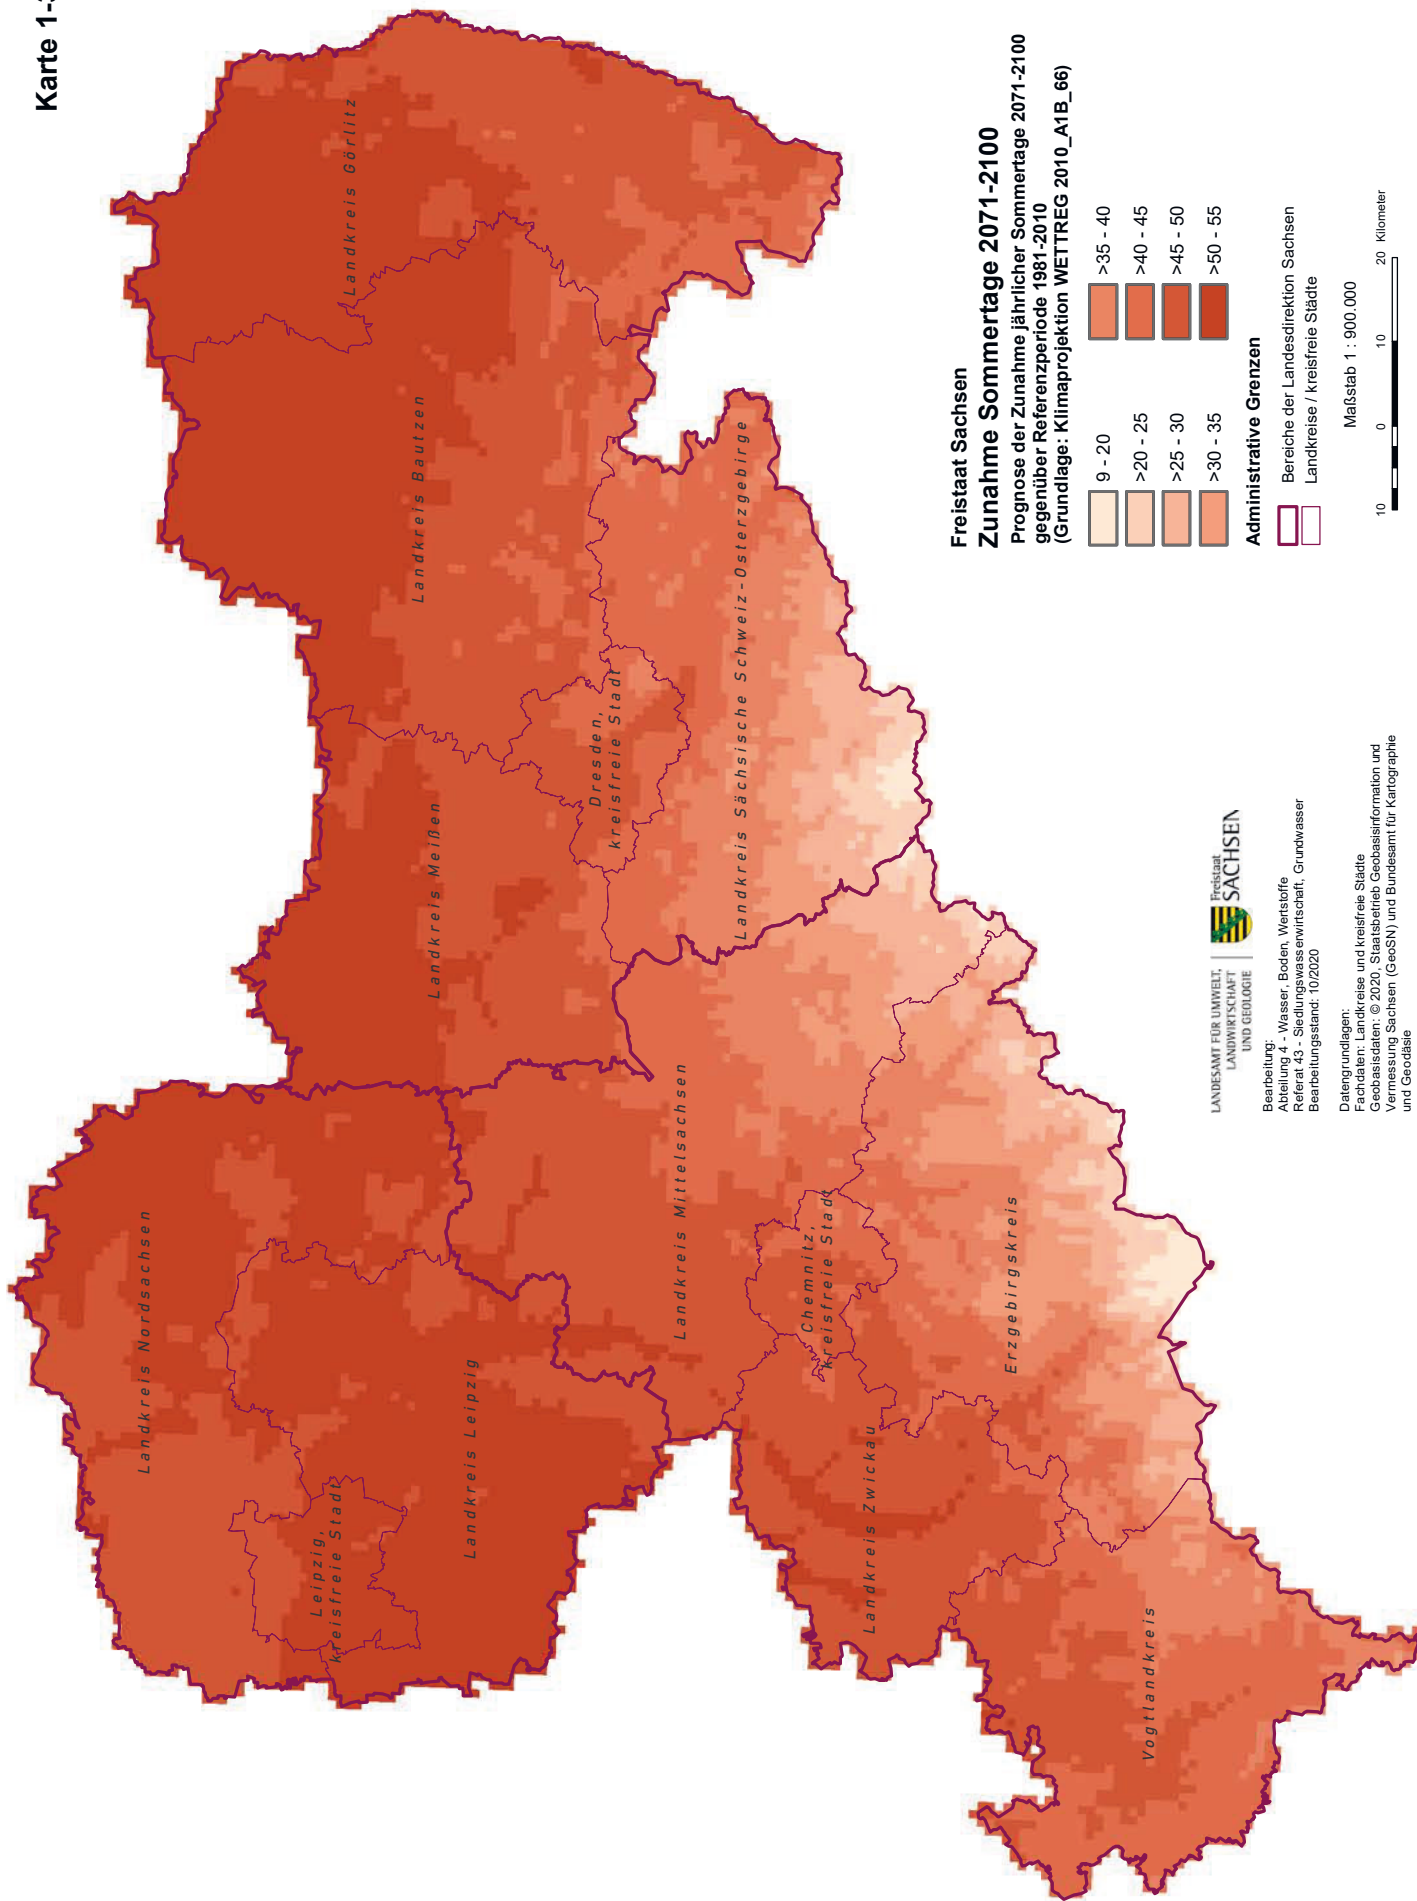 Karte 1-
Landkreis Görlitz
Landkreis Bautzen
Landkreis Meißen
Dresden,
kreisfreie Stadt
Landkreis Sächsische Schweiz-Osterzgebirge
Landkreis Nordsachsen
Leipzig,
kreisfreie Stadt
Landkreis Leipzig
Landkreis Mittelsachsen
Chemnitz,
kreisfreie Stadt
Landkreis Zwickau
Erzgebirgskreis
Vogtlandkreis
Freistaat Sachsen
Zunahme Sommertage 2071-2100
Prognose der Zunahme jährlicher Sommertage 2071-2100
gegenüber Referenzperiode 1981-2010
(Grundlage: Klimaprojektion WETTREG 2010_A1B_66)
9 - 20
>20 - 25
>25 - 30
>30 - 35
>35 - 40
>40 - 45
>45 - 50
>50 - 55
Administrative Grenzen
Bereiche der Landesdirektion Sachsen
Landkreise / kreisfreie Städte
Maßstab 1 : 900.000
10 0 10 20 Kilometer
LANDESAMT FÜR UMWELT,
LANDWIRTSCHAFT
UND GEOLOGIE
Freistaat
SACHSEN
Bearbeitung:
Abteilung 4 - Wasser, Boden, Wertstoffe
Referat 43 - Siedlungswasserwirtschaft, Grundwasser
Bearbeitungsstand: 10/2020
Datengrundlagen:
Fachdaten: Landkreise und kreisfreie Städte
Geobasisdaten: © 2020, Staatsbetrieb Geobasisinformation und
Vermessung Sachsen (GeoSN) und Bundesamt für Kartographie
und Geodäsie